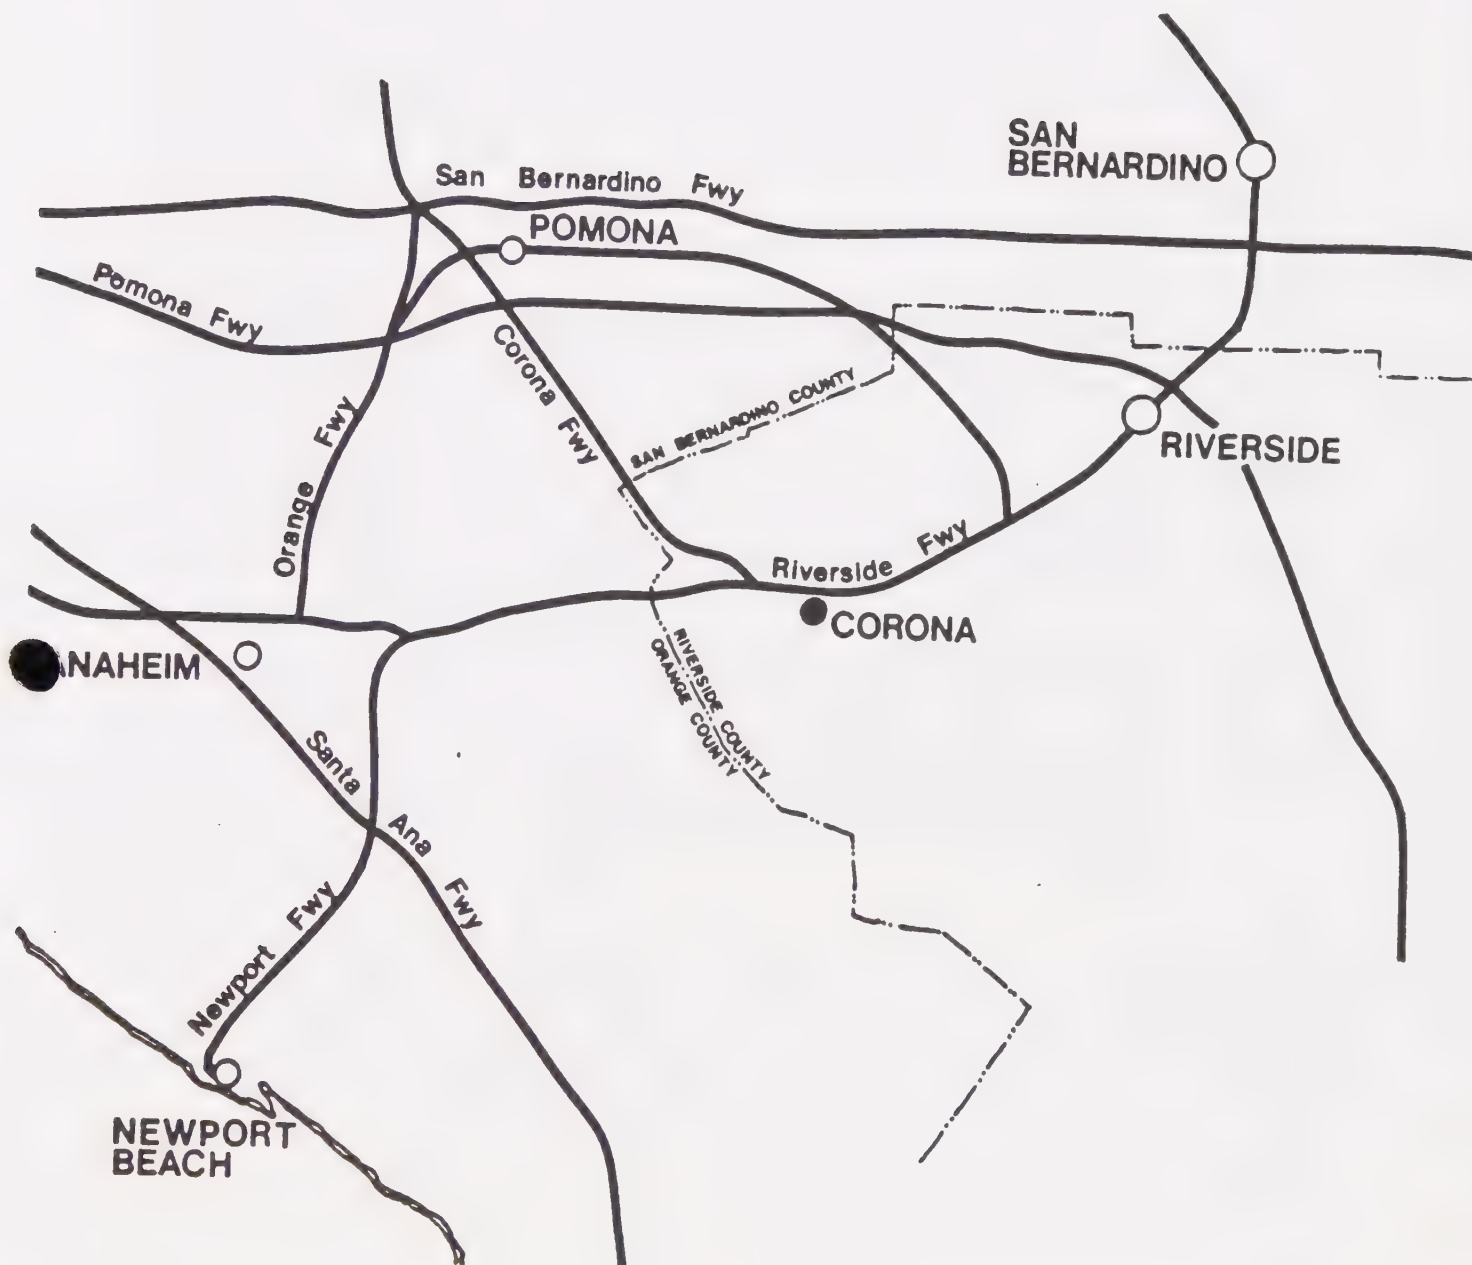 SAN
BERNARDINO
San Bernardino Fwy
POMONA
Pomona Fwy
Corona Fwy
SAN BERNARDINO COUNTY
Orange Fwy
RIVERSIDE
Riverside Fwy
CORONA
NAHEIM
RIVERSIDE COUNTY
ORANGE COUNTY
Santa Ana Fwy
Newport Fwy
NEWPORT
BEACH